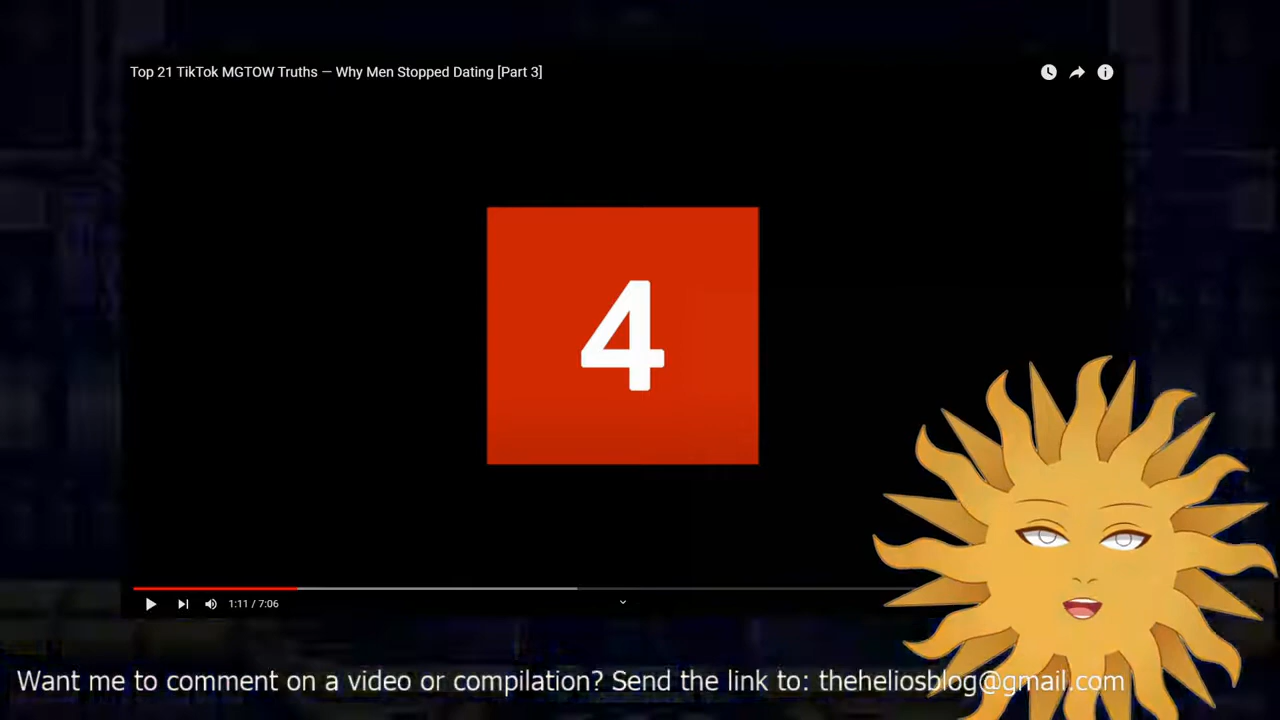 Top 21 TikTok MGTOW Truths — Why Men Stopped Dating [Part 3]
4
1:11 / 7:06
Want me to comment on a video or compilation? Send the link to: theheliosblog@gmail.com